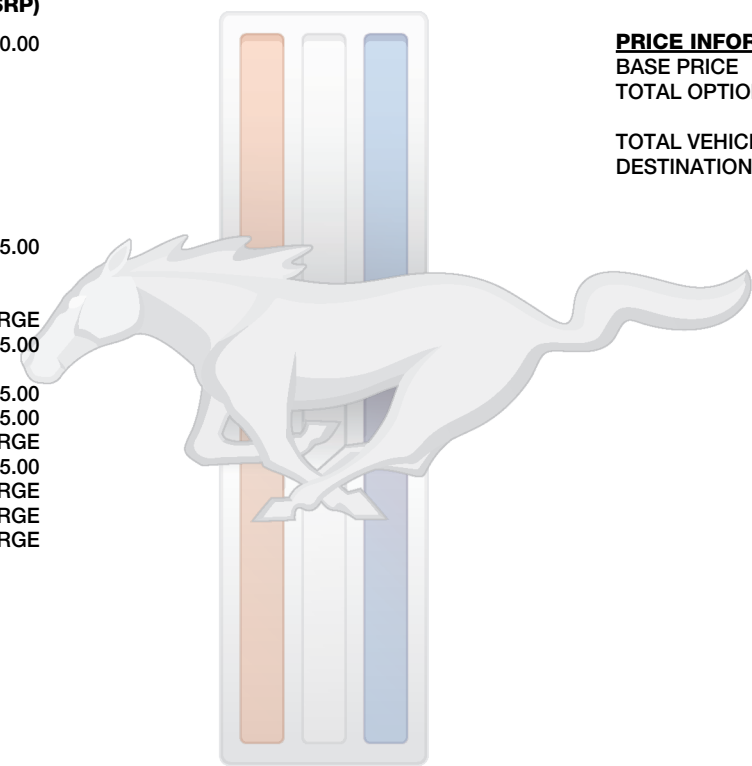 SRP)
0.00
5.00
RGE
5.00
5.00
5.00
RGE
5.00
RGE
RGE
RGE
PRICE INFOR
BASE PRICE
TOTAL OPTIO
TOTAL VEHICL
DESTINATION